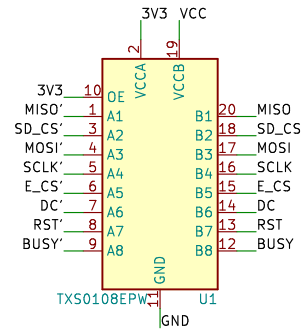 3V3 VCC
2 19
VCCA VCCB
3V3 10 OE
MISO´ 1 A1 B1 20 MISO
SD_CS´ 3 A2 B2 18 SD_CS
MOSI´ 4 A3 B3 17 MOSI
SCLK´ 5 A4 B4 16 SCLK
E_CS´ 6 A5 B5 15 E_CS
DC´ 7 A6 B6 14 DC
RST´ 8 A7 B7 13 RST
BUSY´ 9 A8 B8 12 BUSY
GND
TXS0108EPW 11 U1
GND